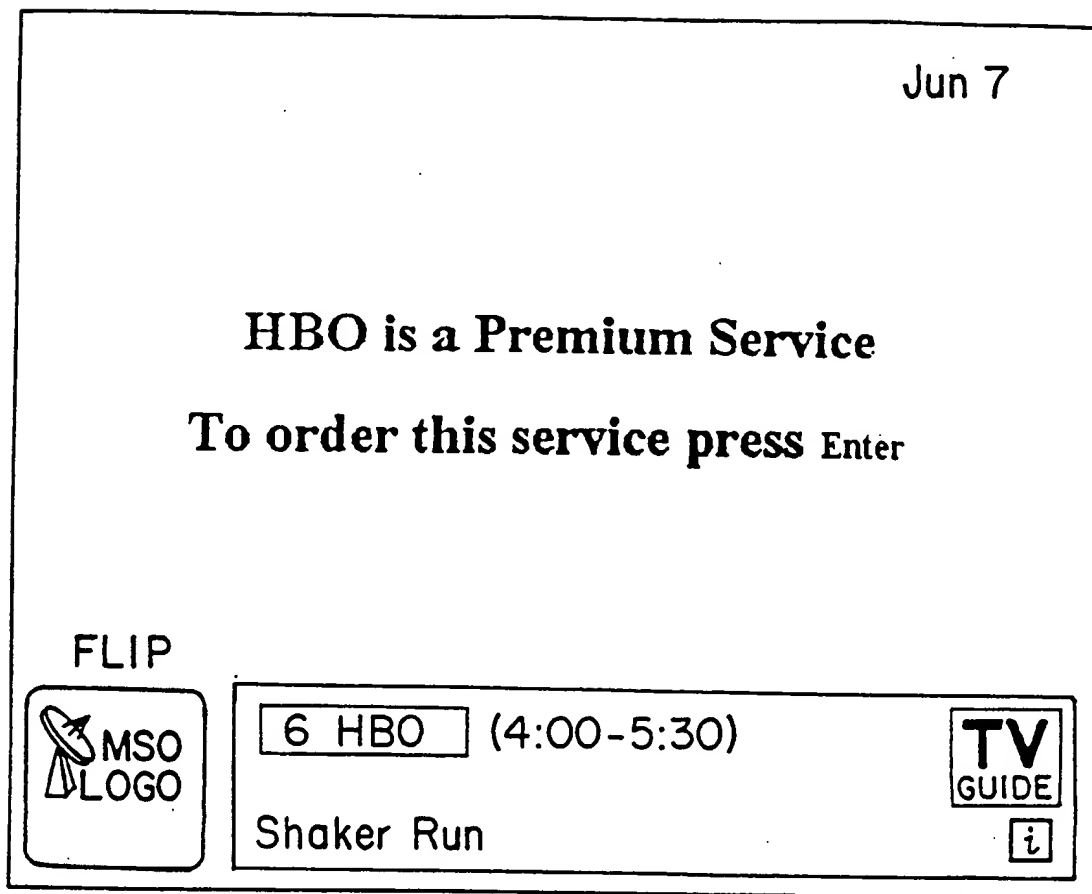 Jun 7
HBO is a Premium Service
To order this service press Enter
FLIP
MSO
LOGO
6 HBO (4:00-5:30)
Shaker Run
TV
GUIDE
i